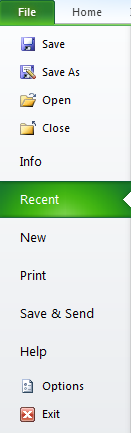 File Home
Save
Save As
Open
Close
Info
Recent
New
Print
Save & Send
Help
Options
Exit